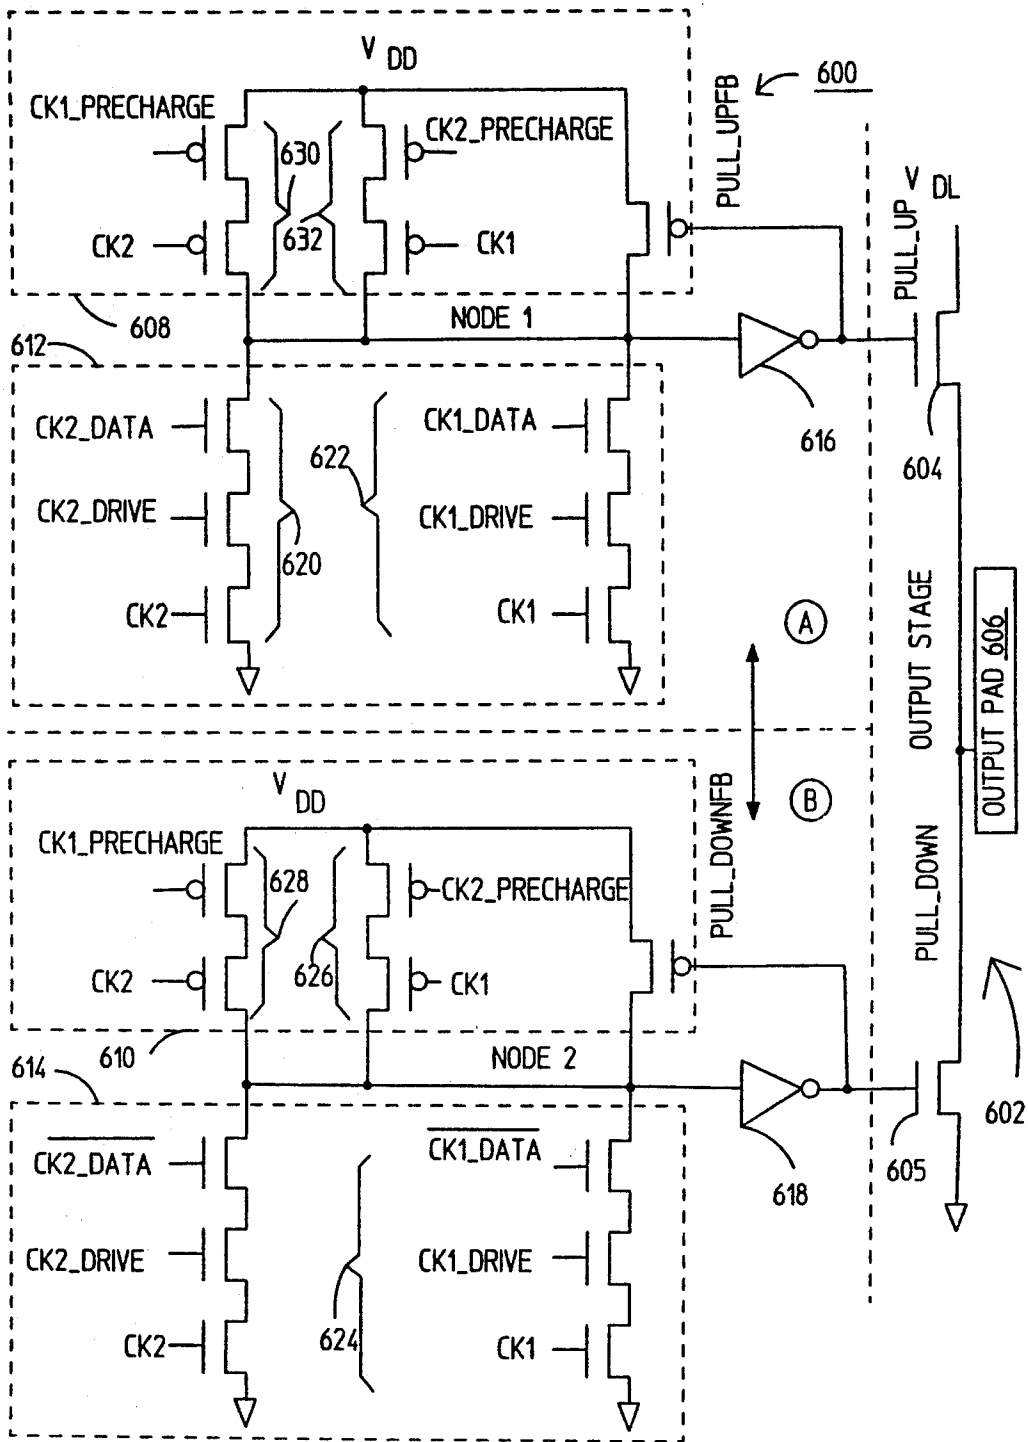 V DD
600
CK1_PRECHARGE
CK2_PRECHARGE
PULL_UPFB
630
632
CK2
CK1
V DL
PULL_UP
608
NODE 1
612
616
604
CK2_DATA
CK1_DATA
622
CK2_DRIVE
CK1_DRIVE
620
CK2
CK1
A
OUTPUT STAGE
OUTPUT PAD 606
V DD
B
PULL_DOWNFB
CK1_PRECHARGE
CK2_PRECHARGE
628
626
CK2
CK1
PULL_DOWN
610
NODE 2
614
602
605
618
CK2_DATA
CK1_DATA
CK2_DRIVE
CK1_DRIVE
624
CK2
CK1